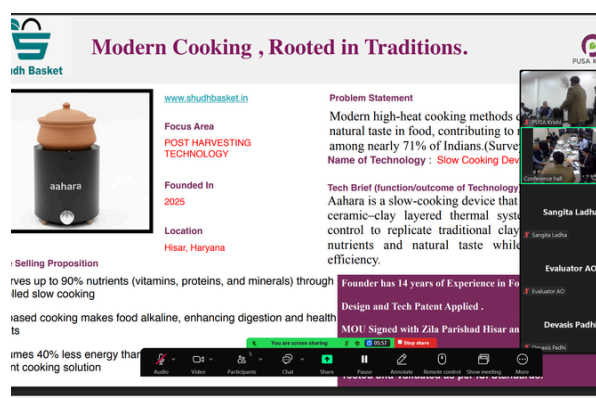 Modern Cooking , Rooted in Traditions.
dh Basket
PUSA K
www.shudhbasket.in
Focus Area
POST HARVESTING
TECHNOLOGY
Founded In
2025
Location
Hisar, Haryana
aahara
Problem Statement
Modern high-heat cooking methods
natural taste in food, contributing to
among nearly 71% of Indians.(Surve
Name of Technology : Slow Cooking Dev
Tech Brief (function/outcome of Technology
Aahara is a slow-cooking device that
ceramic–clay layered thermal syste
control to replicate traditional clay
nutrients and natural taste while
efficiency.
Selling Proposition
rves up to 90% nutrients (vitamins, proteins, and minerals) through
lled slow cooking
eased cooking makes food alkaline, enhancing digestion and health
ts
mes 40% less energy than
nt cooking solution
Founder has 14 years of Experience in Fo
Design and Tech Patent Applied .
MOU Signed with Zila Parishad Hisar an
PUSA Krishi
Conference hall
Sangita Ladha
Sangita Ladha
Evaluator AO
Evaluator AO
Devasis Padhi
Devasis Padhi
You are screen sharing
05:57
Stop share
Audio
Video
Participants
Chat
Share
Pause
Annotate
Remote control
Show meeting
More